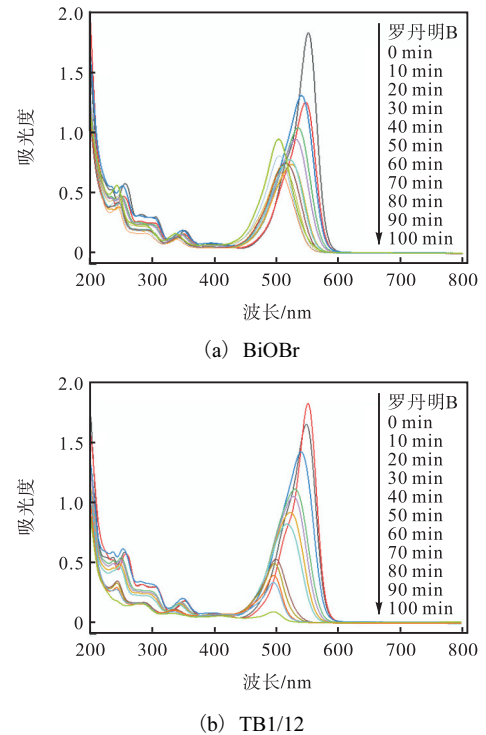 2.0
1.5
1.0
0.5
0
吸光度
罗丹明B
0 min
10 min
20 min
30 min
40 min
50 min
60 min
70 min
80 min
90 min
100 min
200 300 400 500 600 700 800
波长/nm
(a) BiOBr
2.0
1.5
1.0
0.5
0
吸光度
罗丹明B
0 min
10 min
20 min
30 min
40 min
50 min
60 min
70 min
80 min
90 min
100 min
200 300 400 500 600 700 800
波长/nm
(b) TB1/12